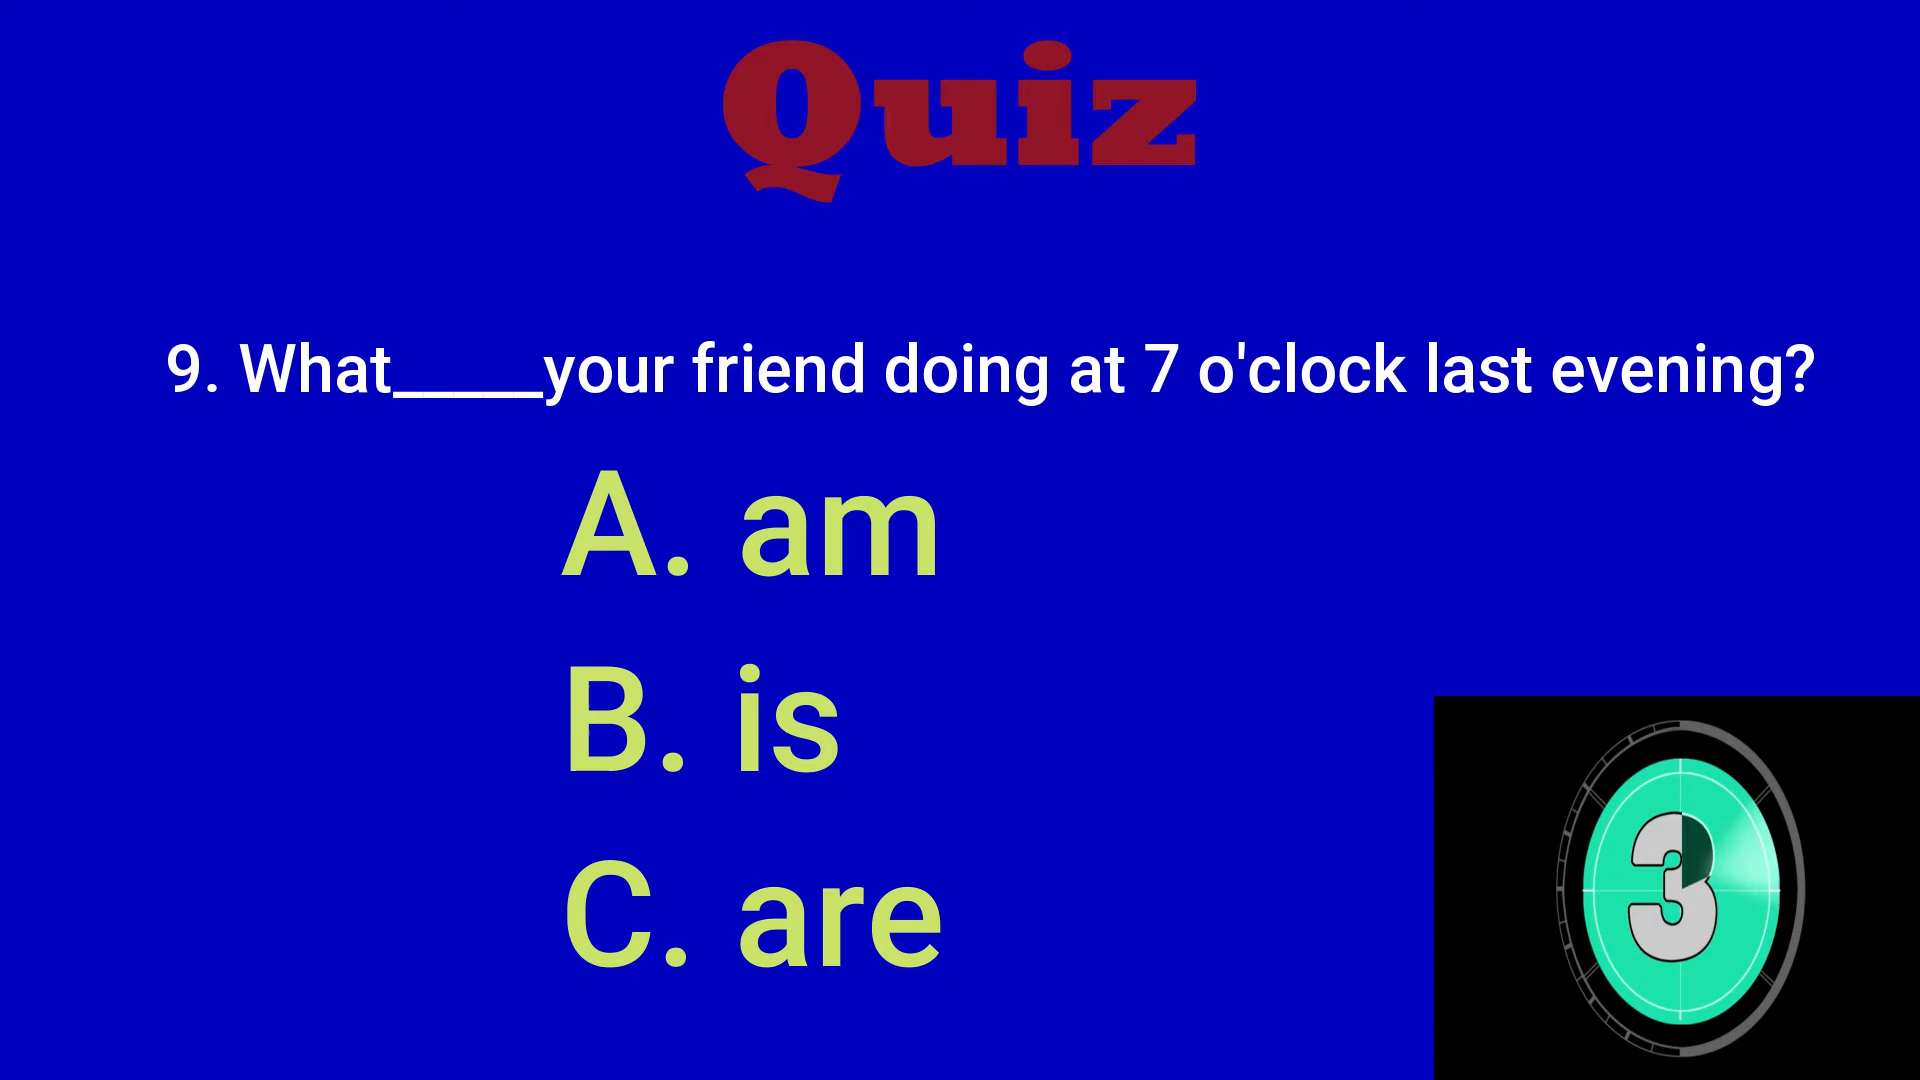 Quiz
9. What_____your friend doing at 7 o'clock last evening?
A. am
B. is
C. are
3